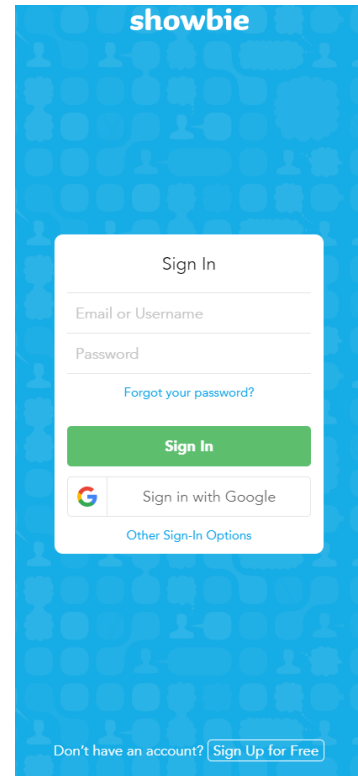 showbie
Sign In
Email or Username
Password
Forgot your password?
Sign In
Sign in with Google
Other Sign-In Options
Don't have an account? Sign Up for Free